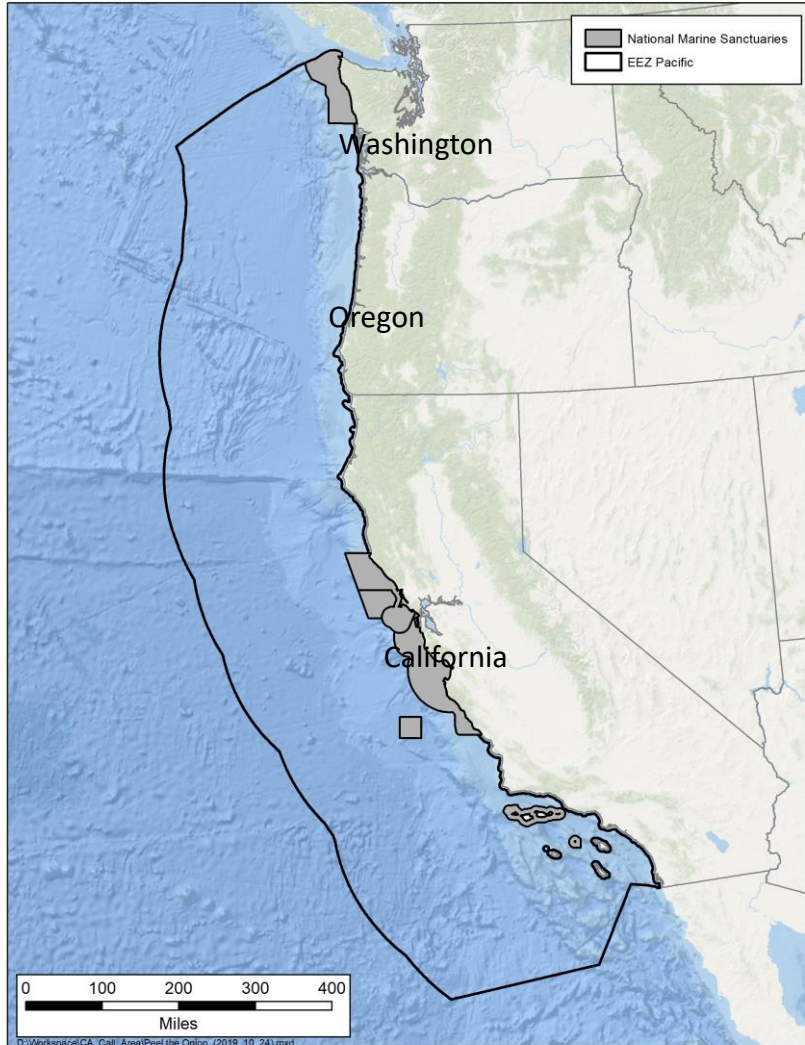 National Marine Sanctuaries
EEZ Pacific
Washington
Oregon
California
0 100 200 300 400
Miles
D:\Workspace\CA_Call_Area\Peel the Onion_(2019_10_24).mxd